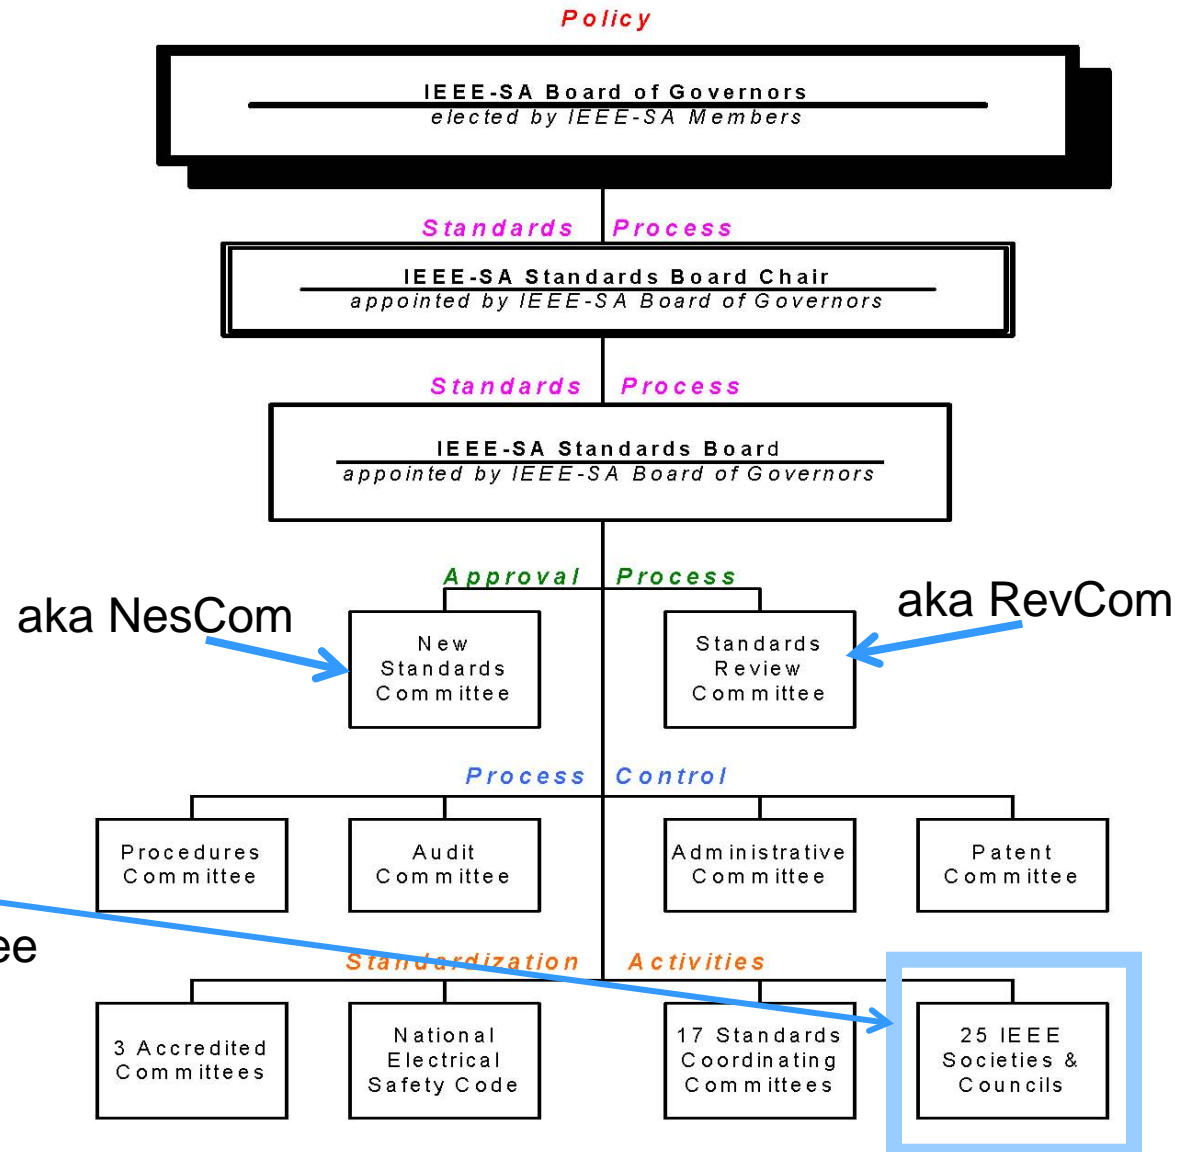 Policy
IEEE-SA Board of Governors
elected by IEEE-SA Members
Standards Process
IEEE-SA Standards Board Chair
appointed by IEEE-SA Board of Governors
Standards Process
IEEE-SA Standards Board
appointed by IEEE-SA Board of Governors
Approval Process
aka NesCom
aka RevCom
New
Standards
Committee
Standards
Review
Committee
Process Control
Procedures
Committee
Audit
Committee
Administrative
Committee
Patent
Committee
ee
Standardization Activities
3 Accredited
Committees
National
Electrical
Safety Code
17 Standards
Coordinating
Committees
25 IEEE
Societies &
Councils